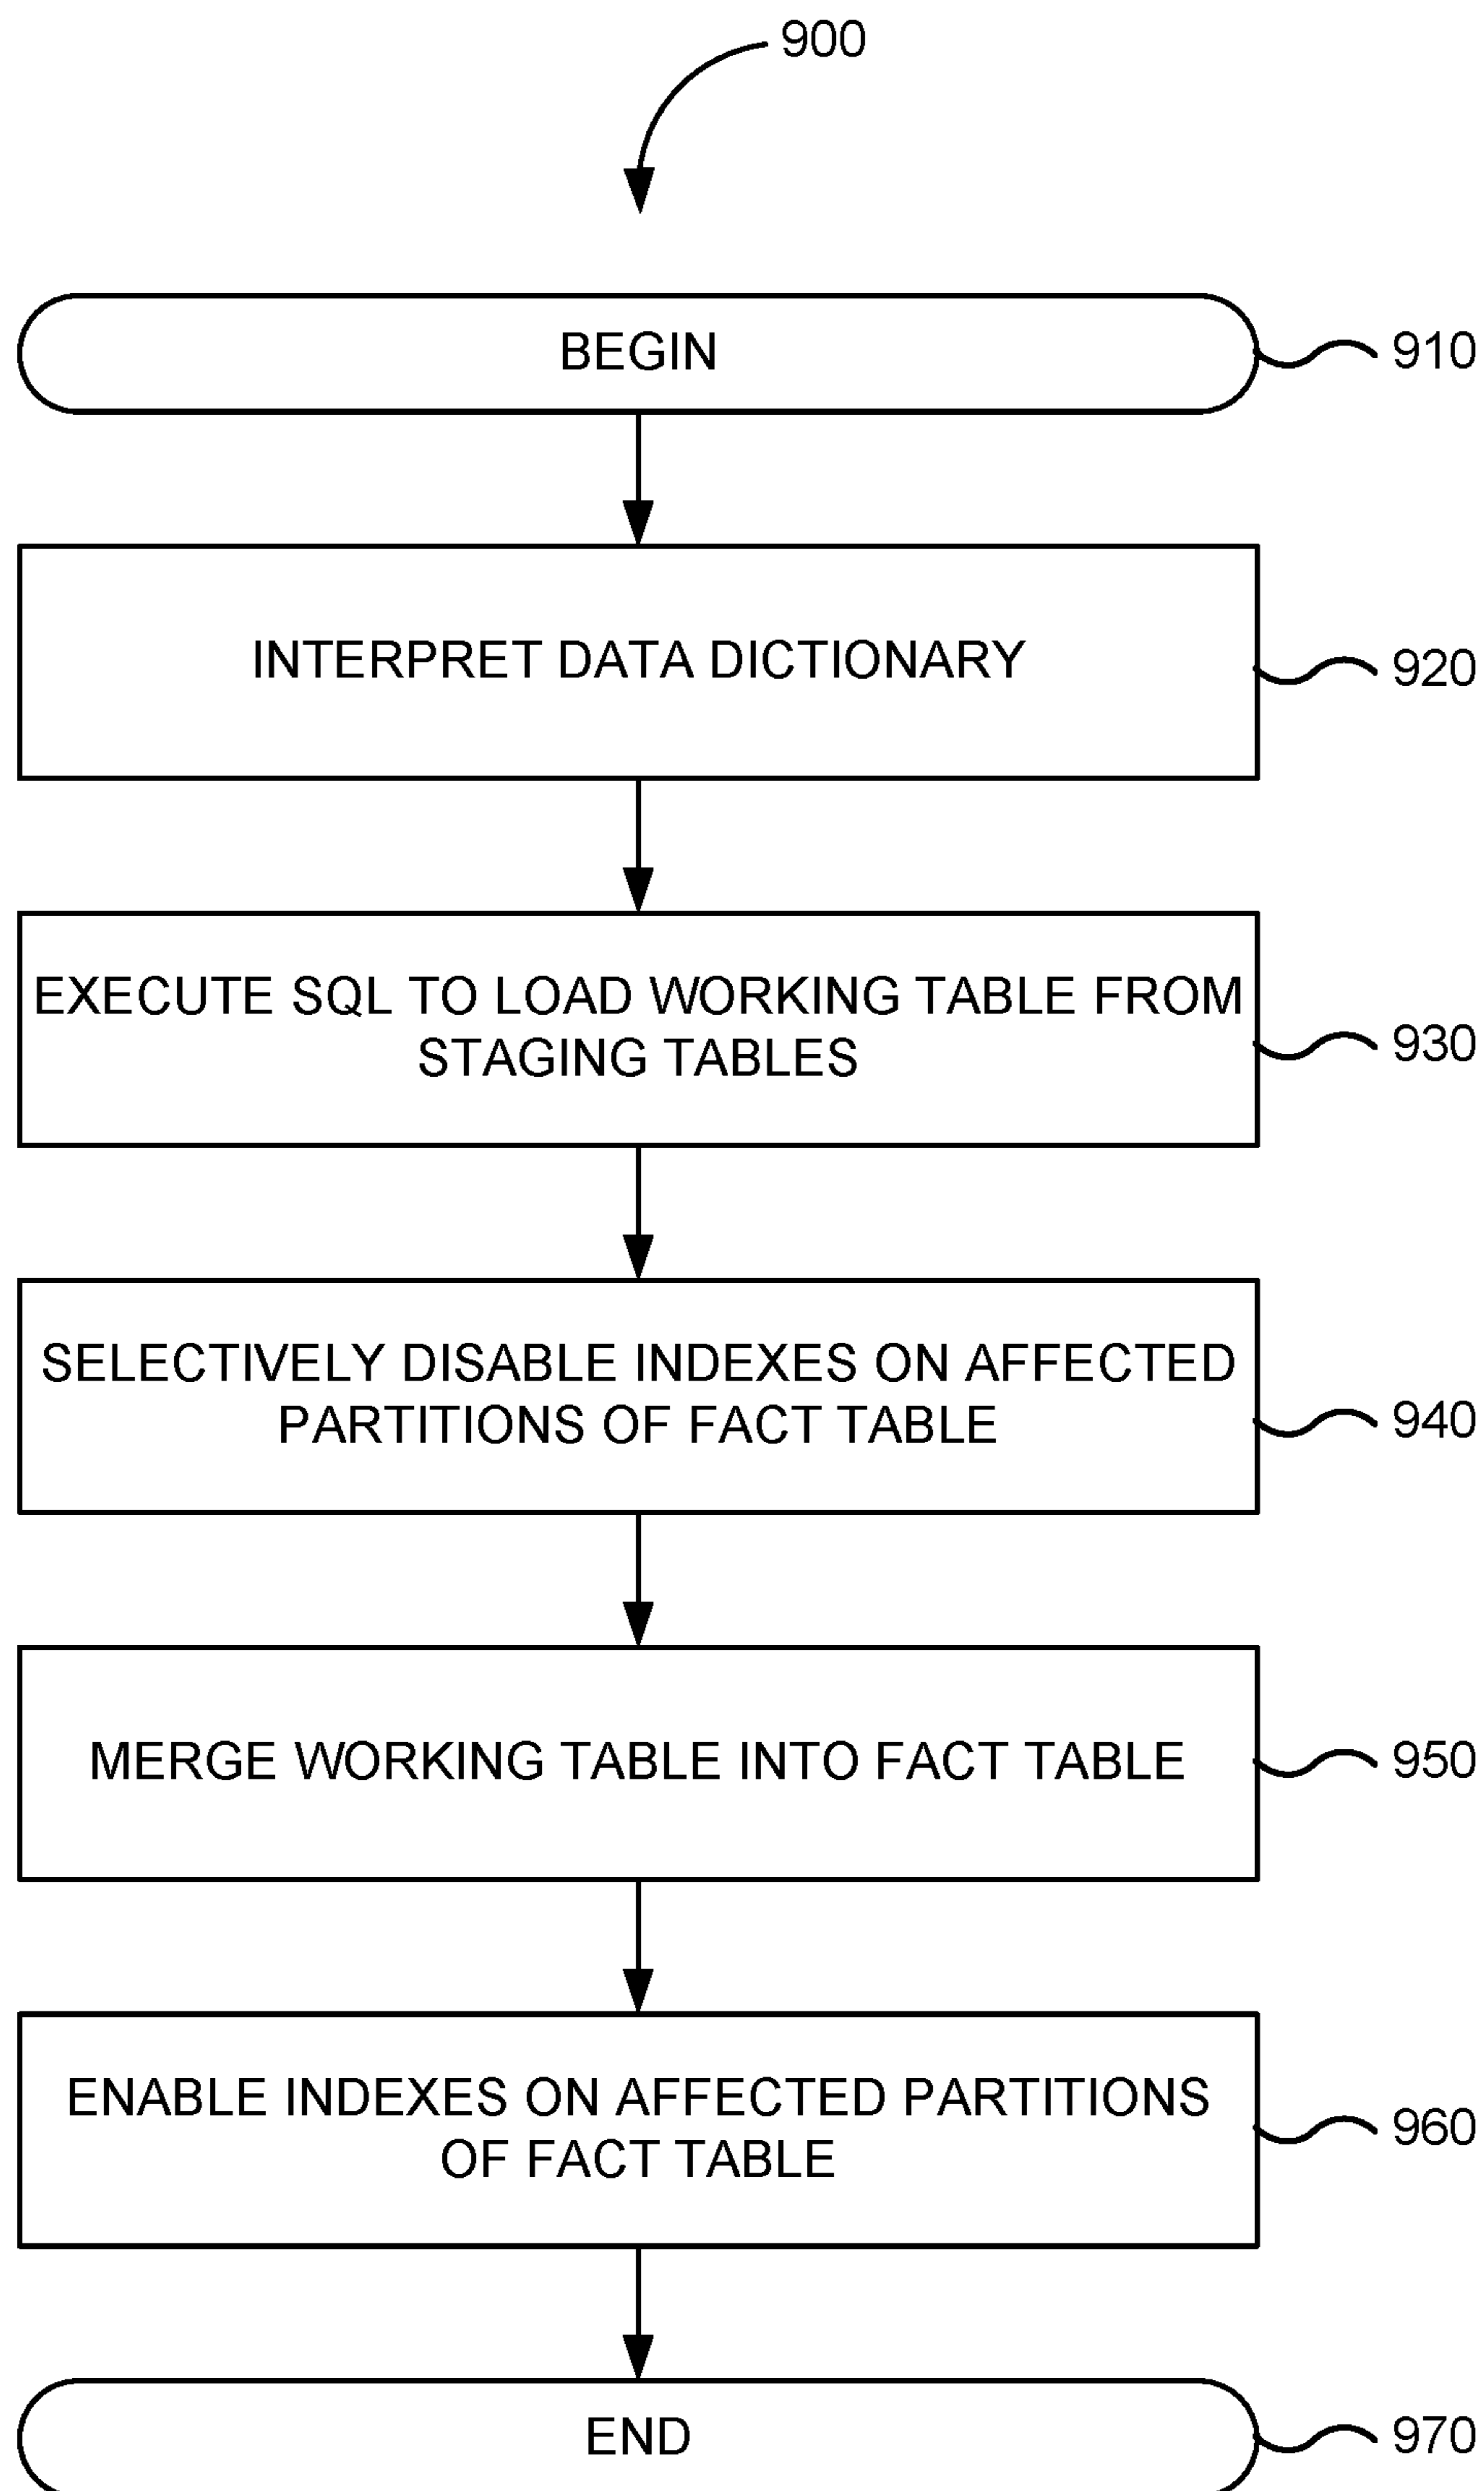 900
BEGIN
910
INTERPRET DATA DICTIONARY
920
EXECUTE SQL TO LOAD WORKING TABLE FROM
STAGING TABLES
930
SELECTIVELY DISABLE INDEXES ON AFFECTED
PARTITIONS OF FACT TABLE
940
MERGE WORKING TABLE INTO FACT TABLE
950
ENABLE INDEXES ON AFFECTED PARTITIONS
OF FACT TABLE
960
END
970